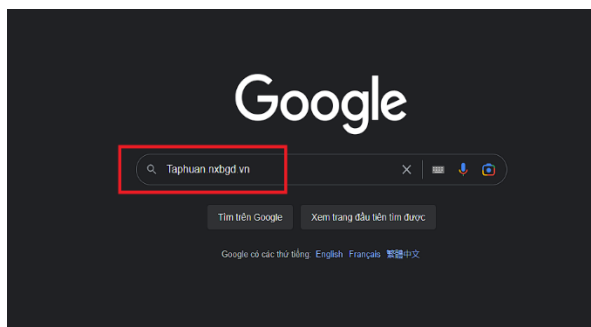 Google
Taphuan nxbgd.vn
Tìm trên Google Xem trang đầu tiên tìm được
Google có các thứ tiếng: English Français 繁體中文